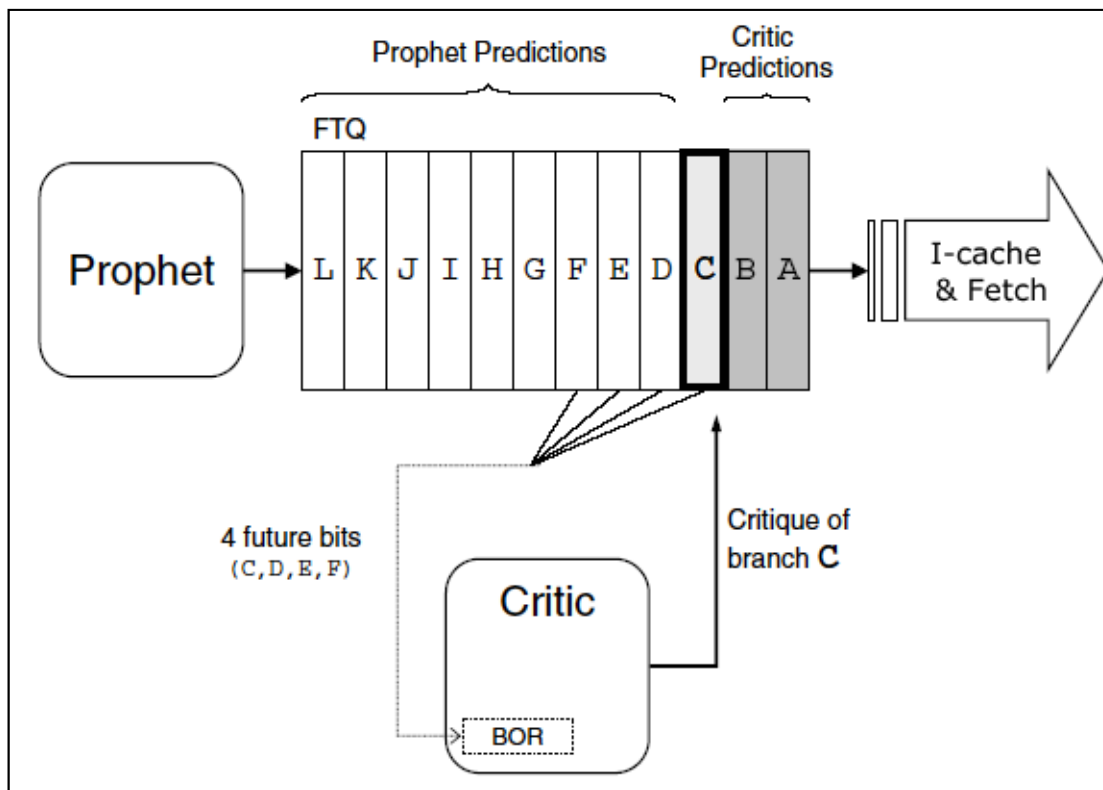 Prophet Predictions
Critic
Predictions
FTQ
Prophet
L K J I H G F E D C B A
I-cache
& Fetch
4 future bits
(C,D,E,F)
Critique of
branch C
Critic
BOR